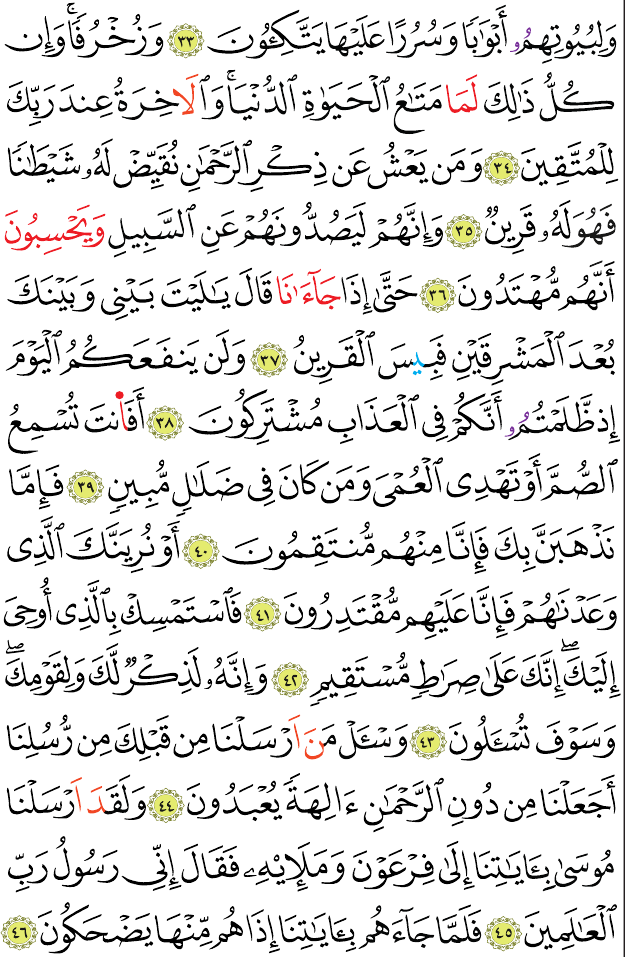 وَلِبُيُوتِهِمُۥ أَبۡوَٰبٗا وَسُرُرًا عَلَيۡهَا يَتَّكِـُٔونَ ٣٣ وَزُخۡرُفٗاۚ وَإِن
كُلُّ ذَٰلِكَ لَمَا مَتَٰعُ ٱلۡحَيَوٰةِ ٱلدُّنۡيَاۚ وَٱلَاخِرَةُ عِندَ رَبِّكَ
لِلۡمُتَّقِينَ ٣٤ وَمَن يَعۡشُ عَن ذِكۡرِ ٱلرَّحۡمَٰنِ نُقَيِّضۡ لَهُۥ شَيۡطَٰنٗا
فَهُوَ لَهُۥ قَرِينٞ ٣٥ وَإِنَّهُمۡ لَيَصُدُّونَهُمۡ عَنِ ٱلسَّبِيلِ وَيَحۡسِبُونَ
أَنَّهُم مُّهۡتَدُونَ ٣٦ حَتَّىٰٓ إِذَا جَآءَٰنَا قَالَ يَٰلَيۡتَ بَيۡنِي وَبَيۡنَكَ
بُعۡدَ ٱلۡمَشۡرِقَيۡنِ فَبِيسَ ٱلۡقَرِينُ ٣٧ وَلَن يَنفَعَكُمُ ٱلۡيَوۡمَ
إِذ ظَّلَمۡتُمُۥ أَنَّكُمۡ فِي ٱلۡعَذَابِ مُشۡتَرِكُونَ ٣٨ أَفَأَنتَ تُسۡمِعُ
ٱلصُّمَّ أَوۡ تَهۡدِي ٱلۡعُمۡيَ وَمَن كَانَ فِي ضَلَٰلٖ مُّبِينٖ ٣٩ فَإِمَّا
نَذۡهَبَنَّ بِكَ فَإِنَّا مِنۡهُم مُّنتَقِمُونَ ٤٠ أَوۡ نُرِيَنَّكَ ٱلَّذِي
وَعَدۡنَٰهُمۡ فَإِنَّا عَلَيۡهِم مُّقۡتَدِرُونَ ٤١ فَٱسۡتَمۡسِكۡ بِٱلَّذِيٓ أُوحِيَ
إِلَيۡكَۖ إِنَّكَ عَلَىٰ صِرَٰطٖ مُّسۡتَقِيمٖ ٤٢ وَإِنَّهُۥ لَذِكۡرٞ لَّكَ وَلِقَوۡمِكَۖ
وَسَوۡفَ تُسۡـَٔلُونَ ٤٣ وَسۡـَٔلۡ مَنَ اَرۡسَلۡنَا مِن قَبۡلِكَ مِن رُّسُلِنَآ
أَجَعَلۡنَا مِن دُونِ ٱلرَّحۡمَٰنِ ءَالِهَةٗ يُعۡبَدُونَ ٤٤ وَلَقَدَ اَرۡسَلۡنَا
مُوسَىٰ بِـَٔايَٰتِنَآ إِلَىٰ فِرۡعَوۡنَ وَمَلَإِيْهِۦ فَقَالَ إِنِّي رَسُولُ رَبِّ
ٱلۡعَٰلَمِينَ ٤٥ فَلَمَّا جَآءَهُم بِـَٔايَٰتِنَآ إِذَا هُم مِّنۡهَا يَضۡحَكُونَ ٤٦